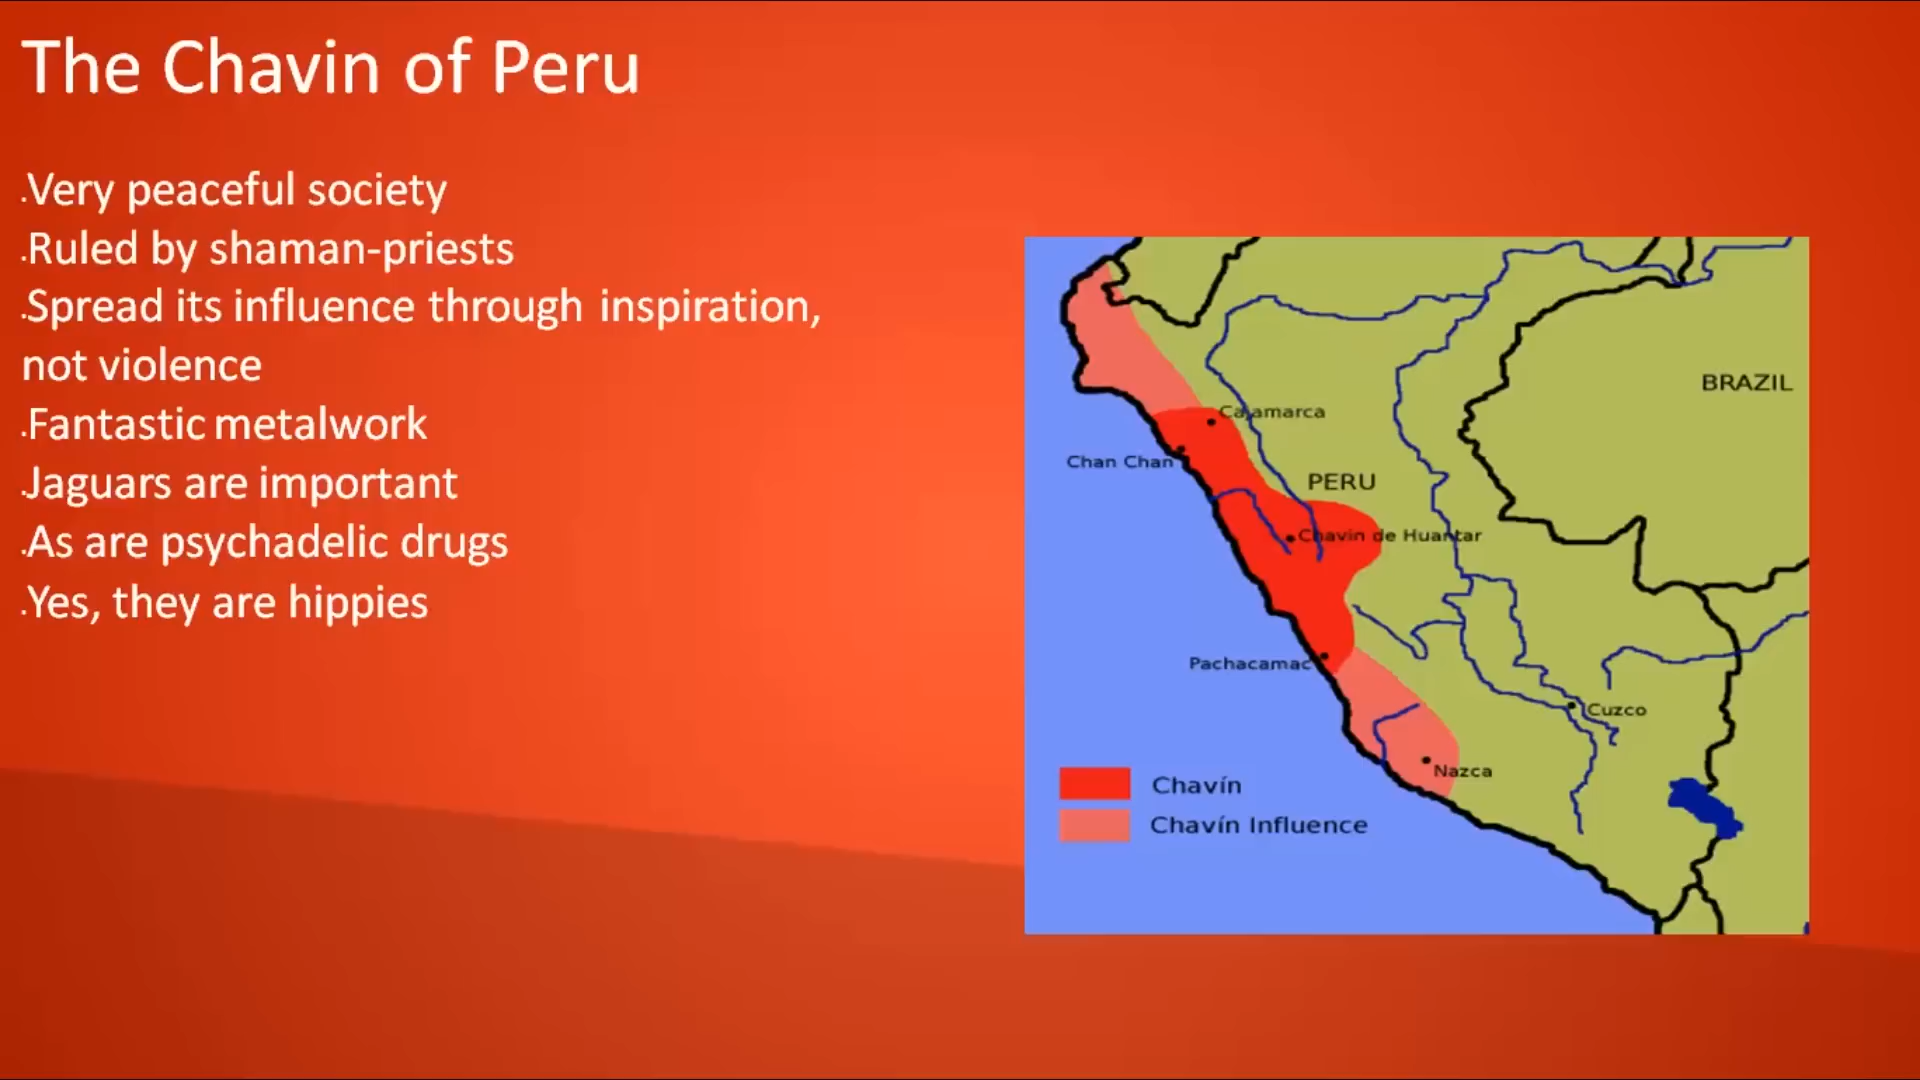 The Chavin of Peru
.Very peaceful society
.Ruled by shaman-priests
.Spread its influence through inspiration,
not violence
.Fantastic metalwork
.Jaguars are important
.As are psychadelic drugs
.Yes, they are hippies
BRAZIL
Cajamarca
Chan Chan
PERU
Chavin de Huantar
Pachacamac
Cuzco
Nazca
Chavín
Chavín Influence